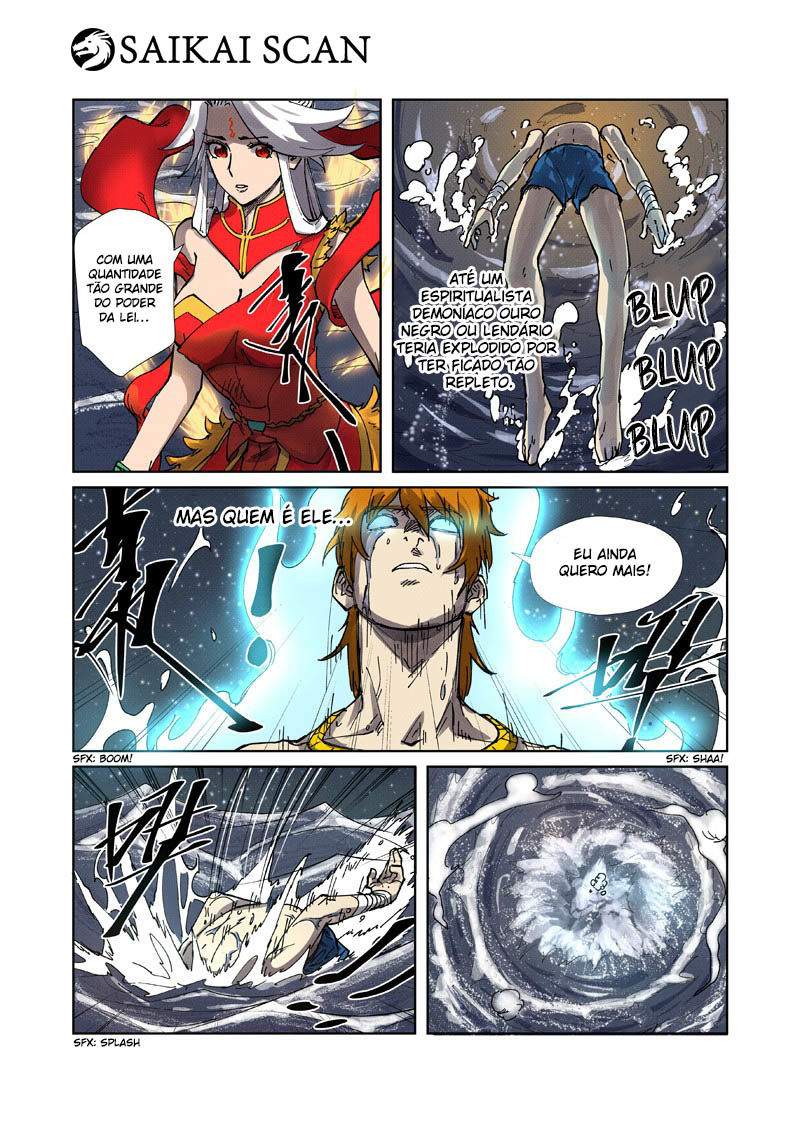 SAIKAI SCAN
COM UMA
QUANTIDADE
TÃO GRANDE
DO PODER
DA LEI...
ATÉ UM
ESPIRITUALISTA
DEMONÍACO OURO
NEGRO OU LENDÁRIO
TERIA EXPLODIDO POR
TER FICADO TÃO
REPLETO.
BLUP
BLUP
BLUP
MAS QUEM É ELE...
EU AINDA
QUERO MAIS!
SFX: BOOM!
SFX: SHAA!
SFX: SPLASH